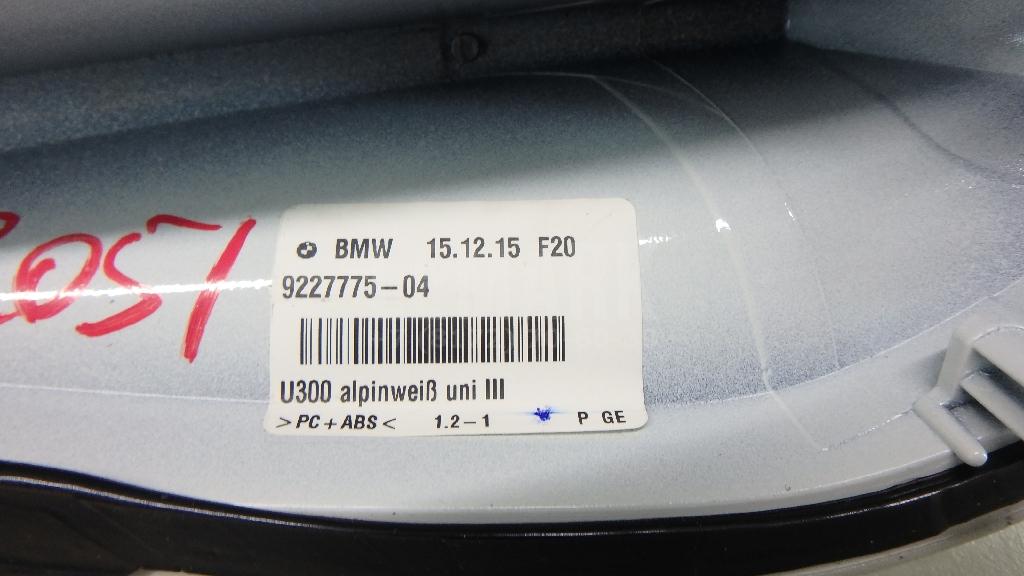 BMW 15.12.15 F20
9227775-04
U300 alpinweiß uni III
>PC+ABS< 1.2-1 P GE